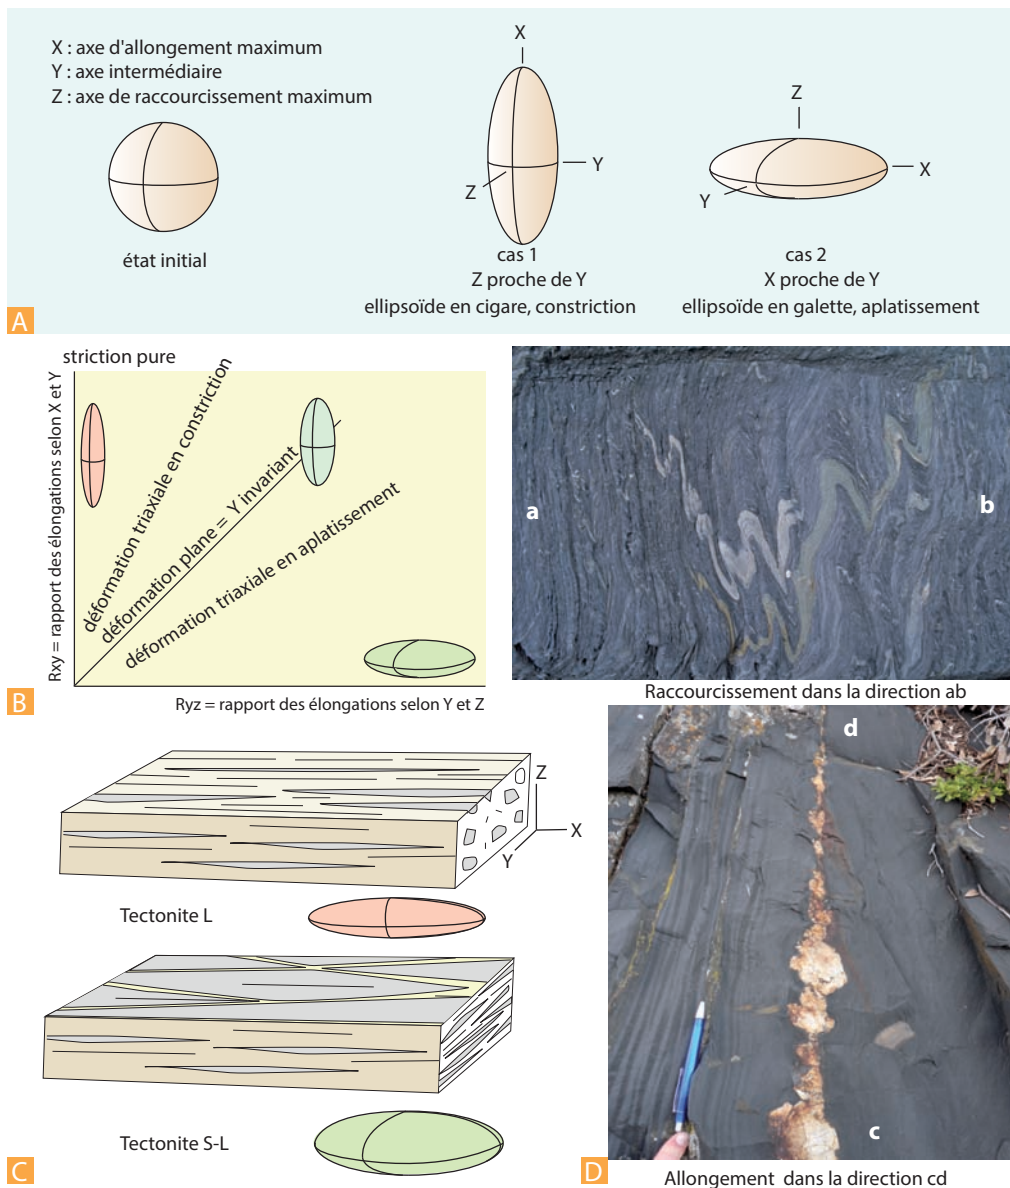 X : axe d'allongement maximum
Y : axe intermédiaire
Z : axe de raccourcissement maximum
état initial
X
Y
Z
cas 1
Z proche de Y
ellipsoïde en cigare, constriction
Z
X
Y
cas 2
X proche de Y
ellipsoïde en galette, aplatissement
A
striction pure
Rxy = rapport des élongations selon X et Y
déformation triaxiale en constriction
déformation plane = Y invariant
déformation triaxiale en aplatissement
Ryz = rapport des élongations selon Y et Z
B
a
b
Raccourcissement dans la direction ab
Z
X
Y
Tectonite L
Tectonite S-L
C
d
c
D
Allongement dans la direction cd